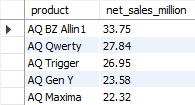 product net_sales_million
AQ BZ Allin1 33.75
AQ Qwerty 27.84
AQ Trigger 26.95
AQ Gen Y 23.58
AQ Maxima 22.32